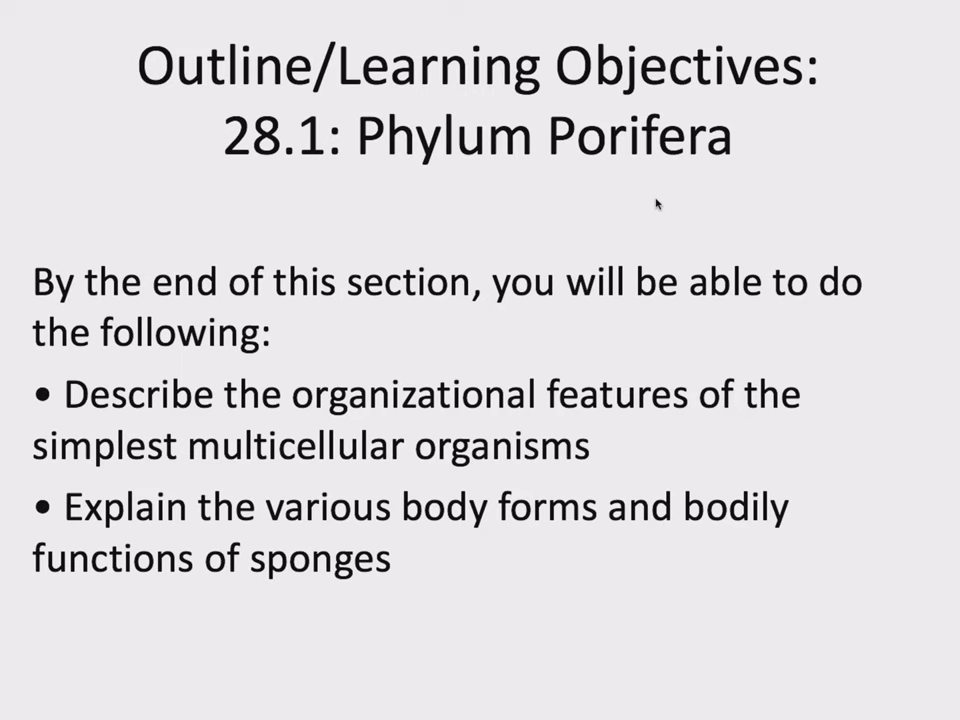 Outline/Learning Objectives:
28.1: Phylum Porifera
By the end of this section, you will be able to do
the following:
• Describe the organizational features of the
simplest multicellular organisms
• Explain the various body forms and bodily
functions of sponges